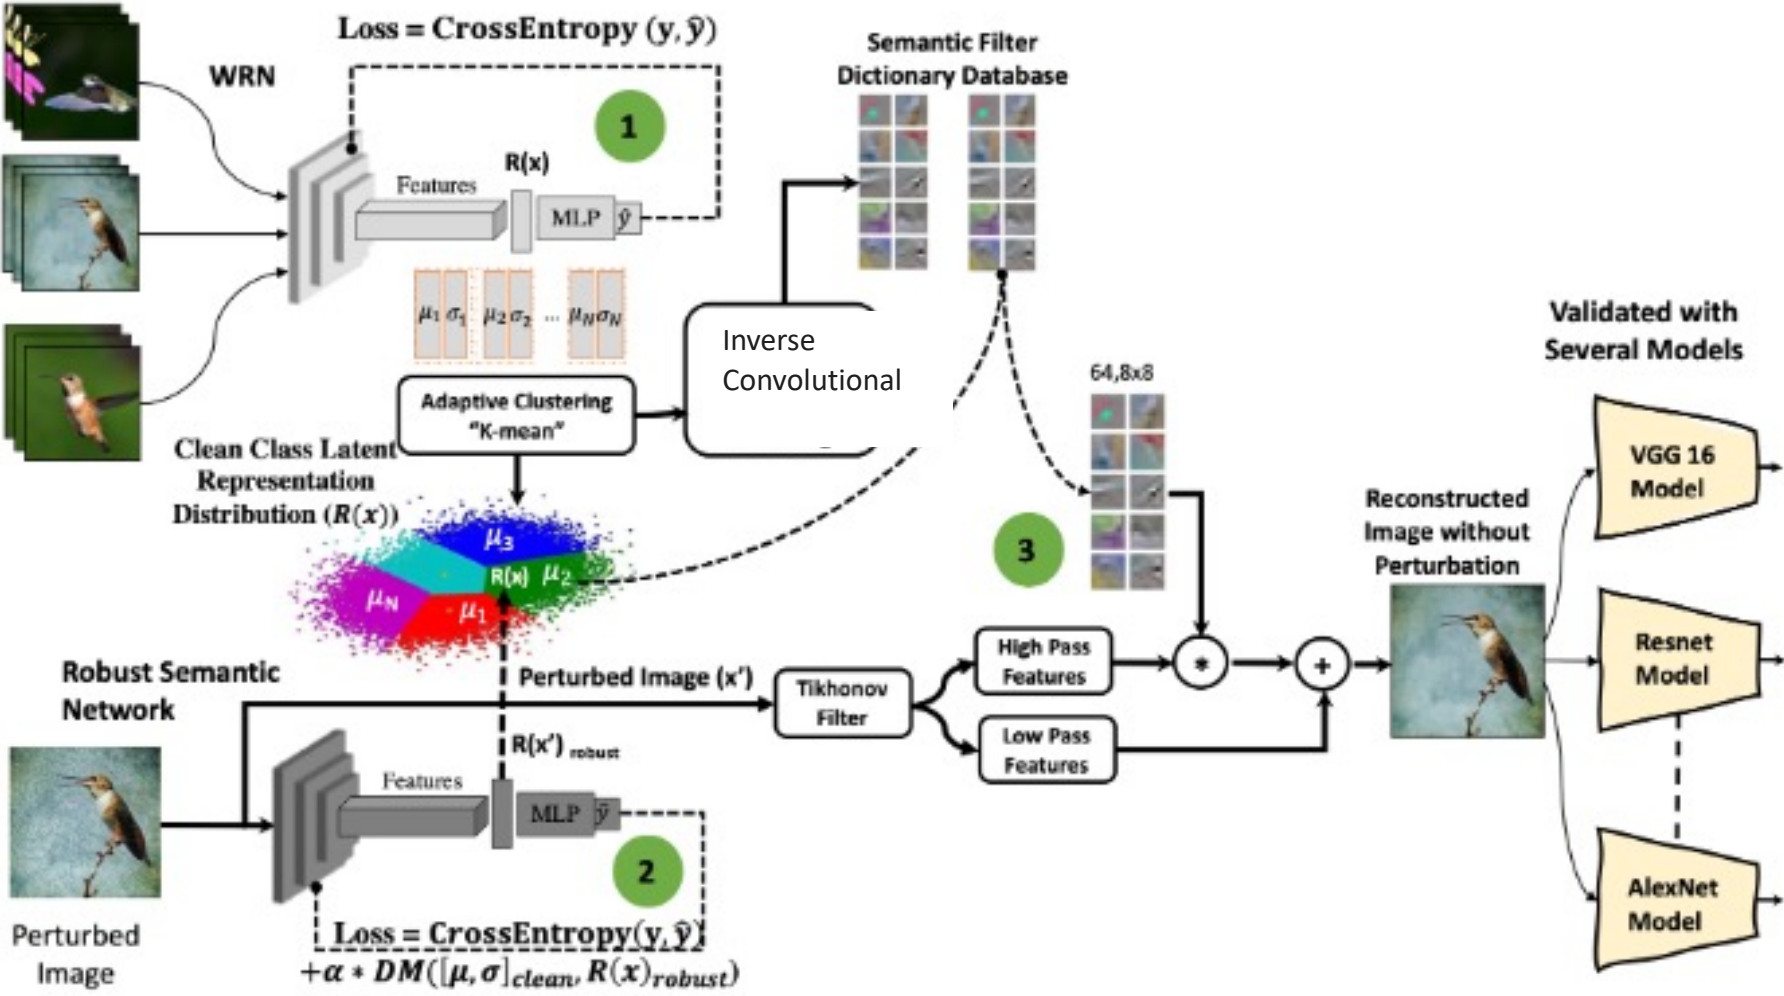 Loss = CrossEntropy (y, ŷ)
WRN
1
R(x)
Features
MLP
ŷ
μ₁ σ₁ μ₂ σ₂ ... μ_N σ_N
Adaptive Clustering
"K-mean"
Inverse
Convolutional
Semantic Filter
Dictionary Database
Clean Class Latent
Representation
Distribution (R(x))
μ₃
R(x) μ₂
μ_N
μ₁
64,8x8
3
Robust Semantic
Network
Perturbed Image (x')
R(x') robust
Features
MLP
ŷ
2
Loss = CrossEntropy(y, ŷ)
+α * DM([μ, σ]clean, R(x)robust)
Perturbed
Image
Tikhonov
Filter
High Pass
Features
Low Pass
Features
*
+
Reconstructed
Image without
Perturbation
Validated with
Several Models
VGG 16
Model
Resnet
Model
AlexNet
Model